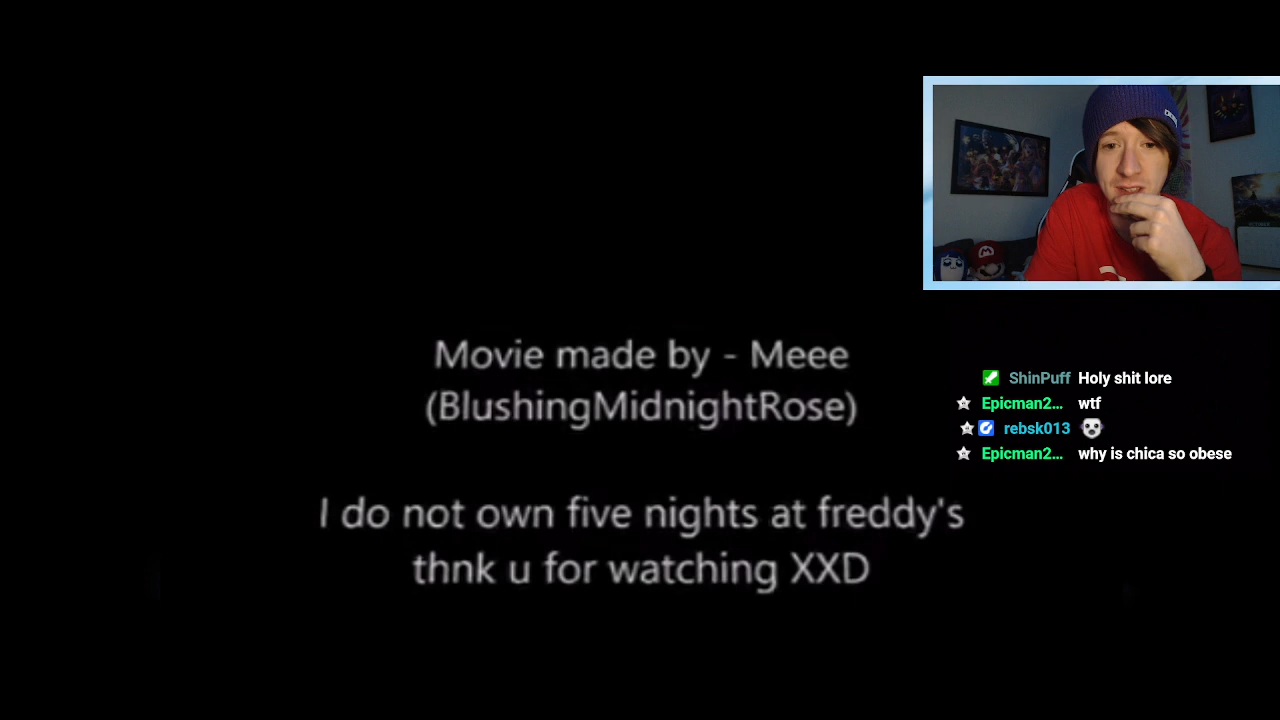 Movie made by - Meee
(BlushingMidnightRose)
I do not own five nights at freddy's
thnk u for watching XXD
ShinPuff Holy shit lore
Epicman2... wtf
rebsk013
Epicman2... why is chica so obese